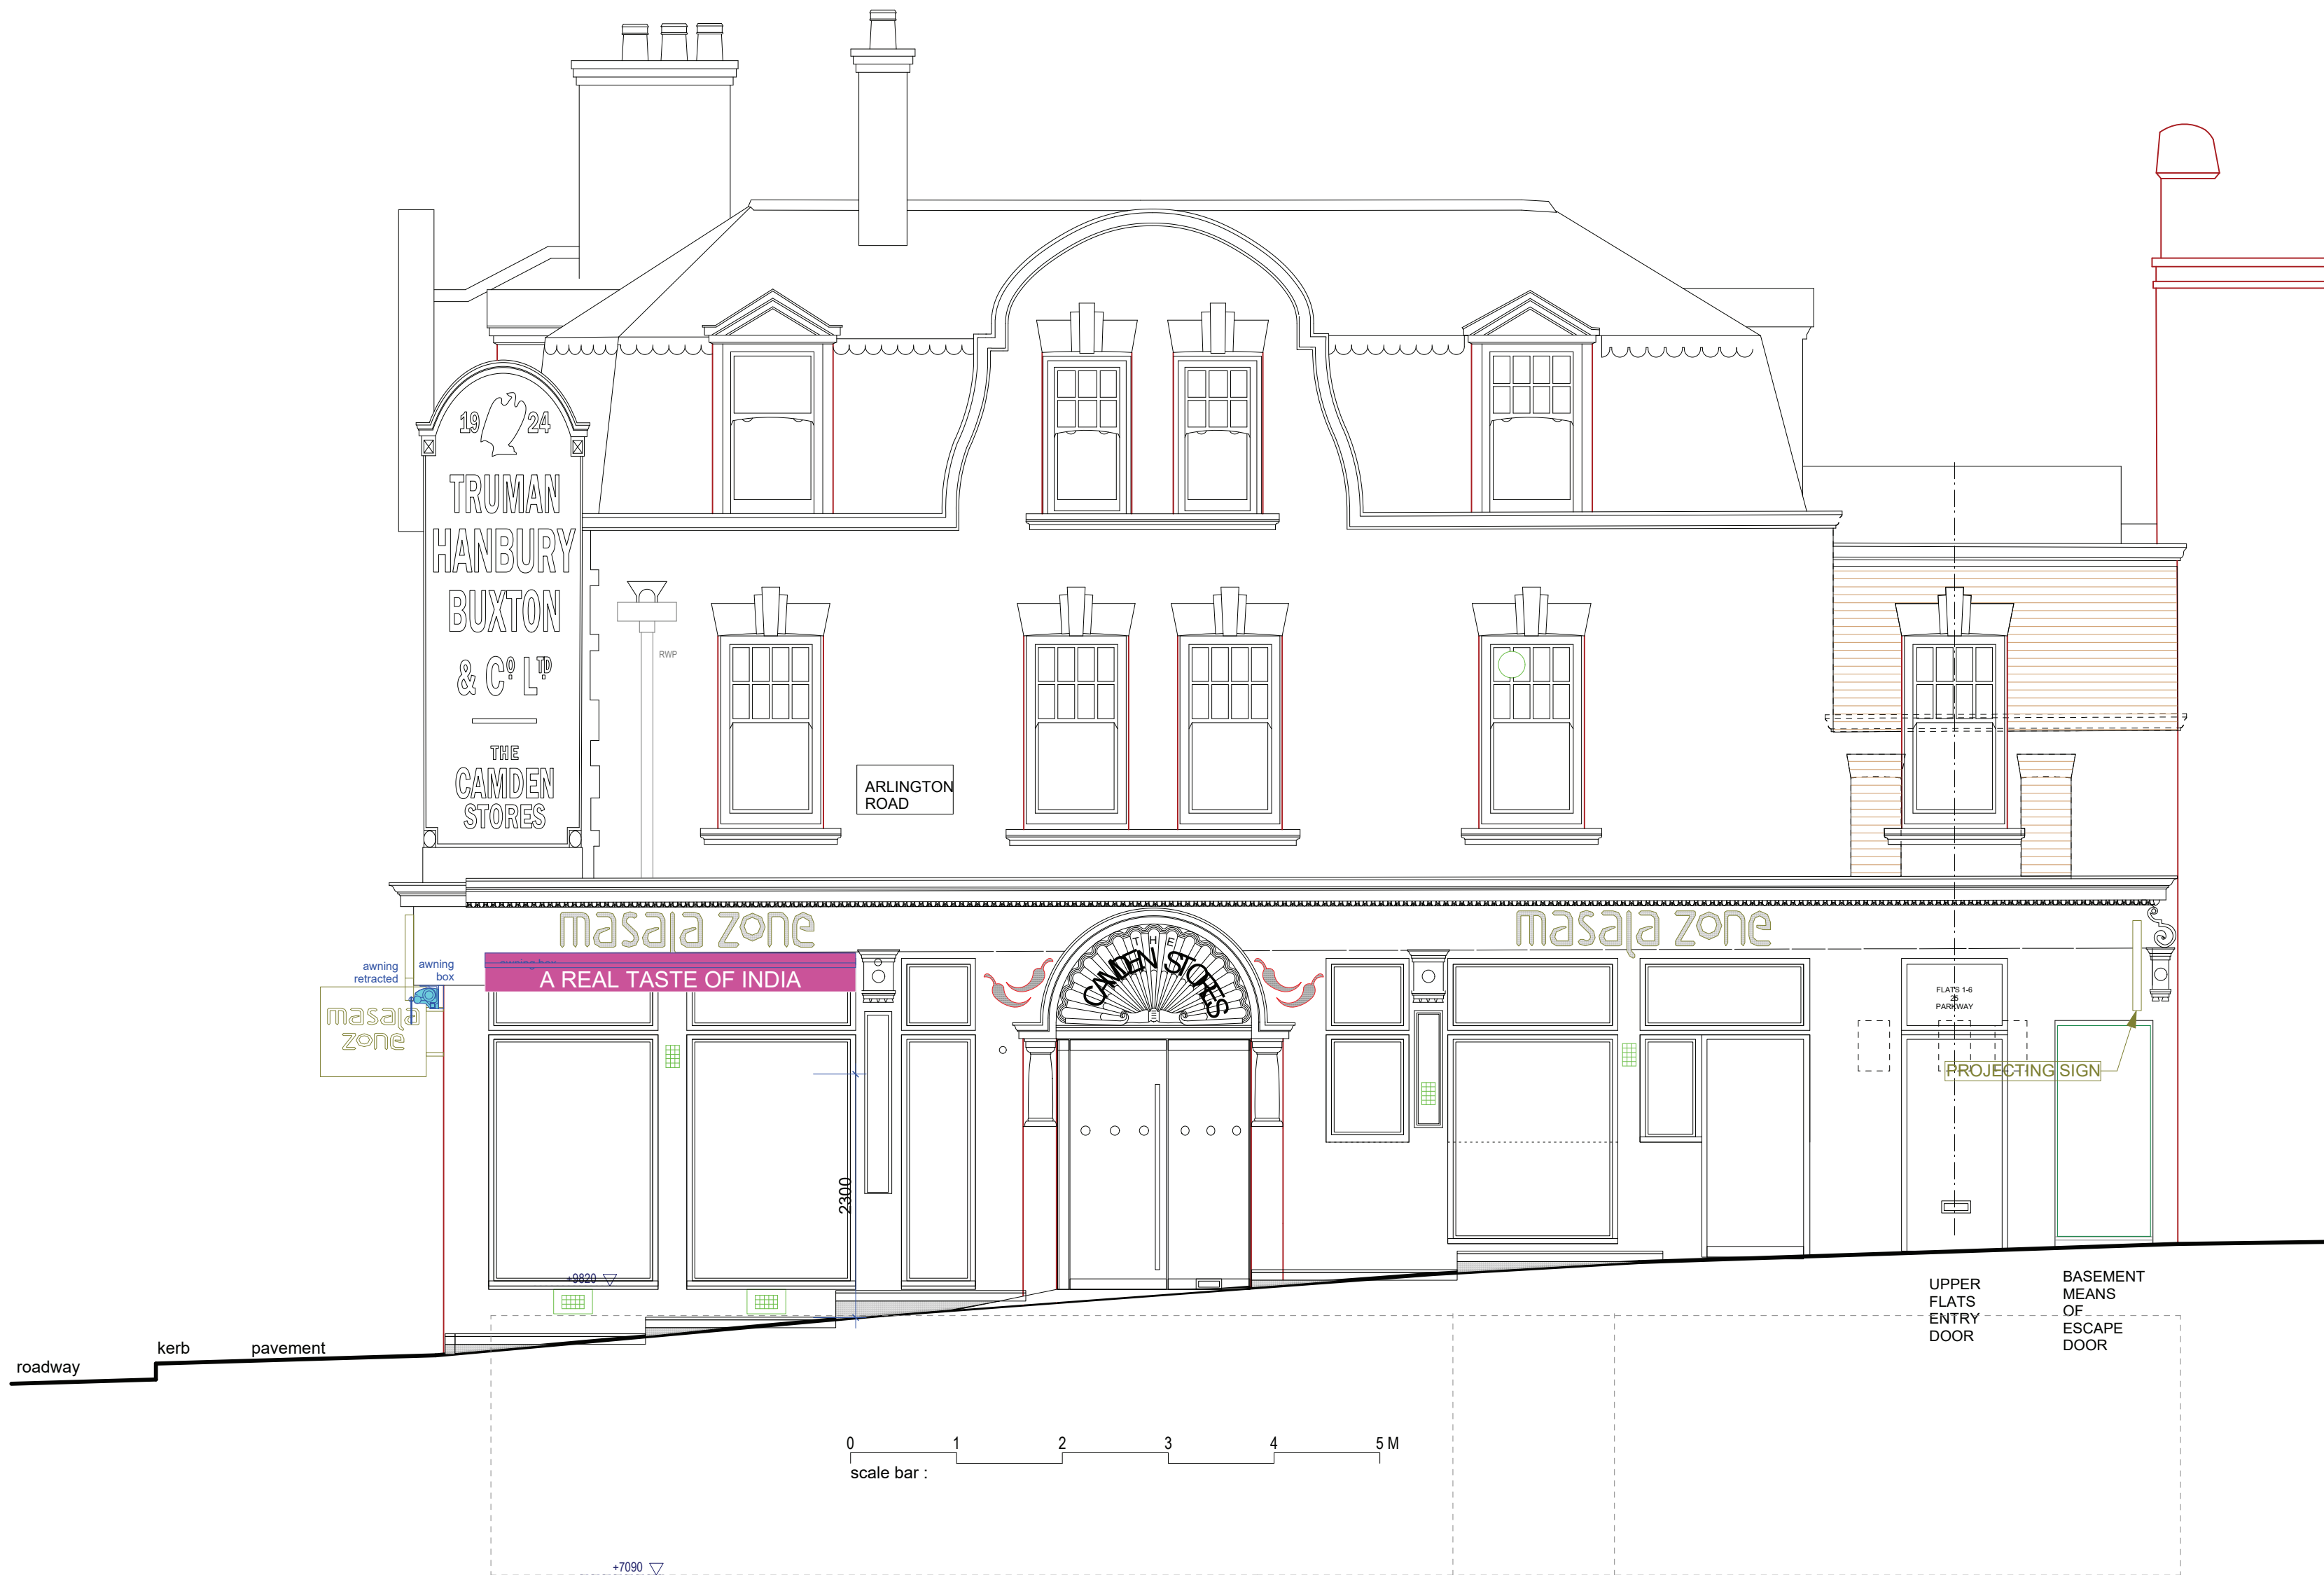 19 24
TRUMAN
HANBURY
BUXTON
& Cº LTD
THE
CAMDEN
STORES
RWP
ARLINGTON
ROAD
masala zone
masala zone
awning
retracted
awning
box
A REAL TASTE OF INDIA
THE
CAMDEN STORES
masala
zone
FLATS 1-6
25
PARKWAY
PROJECTING SIGN
2300
+9820
UPPER
FLATS
ENTRY
DOOR
BASEMENT
MEANS
OF
ESCAPE
DOOR
roadway
kerb
pavement
0 1 2 3 4 5 M
scale bar :
+7090